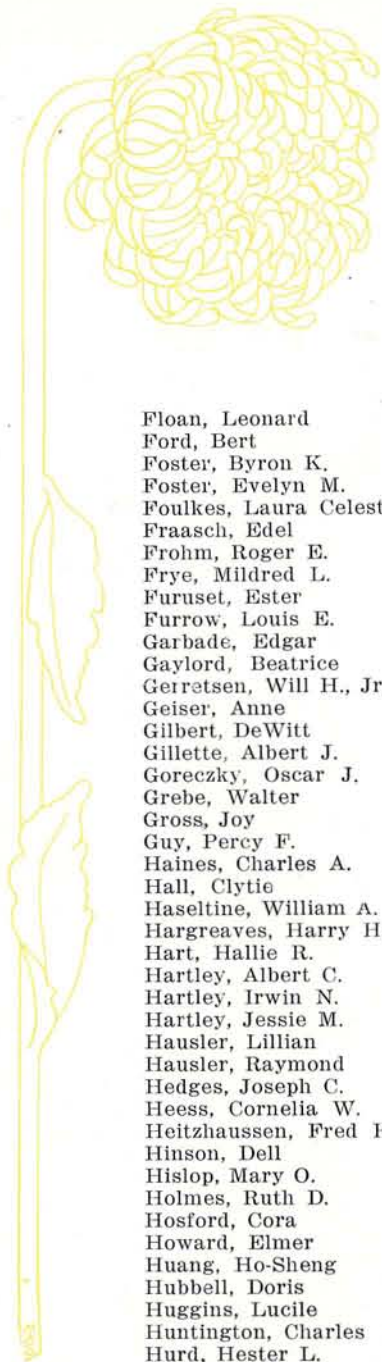 Floan, Leonard
Ford, Bert
Foster, Byron K.
Foster, Evelyn M.
Foulkes, Laura Celest
Fraasch, Edel
Frohm, Roger E.
Frye, Mildred L.
Furuset, Ester
Furrow, Louis E.
Garbade, Edgar
Gaylord, Beatrice
Gerretsen, Will H., Jr
Geiser, Anne
Gilbert, DeWitt
Gillette, Albert J.
Goreczky, Oscar J.
Grebe, Walter
Gross, Joy
Guy, Percy F.
Haines, Charles A.
Hall, Clytie
Haseltine, William A.
Hargreaves, Harry H
Hart, Hallie R.
Hartley, Albert C.
Hartley, Irwin N.
Hartley, Jessie M.
Hausler, Lillian
Hausler, Raymond
Hedges, Joseph C.
Heess, Cornelia W.
Heitzhaussen, Fred
Hinson, Dell
Hislop, Mary O.
Holmes, Ruth D.
Hosford, Cora
Howard, Elmer
Huang, Ho-Sheng
Hubbell, Doris
Huggins, Lucile
Huntington, Charles
Hurd, Hester L.